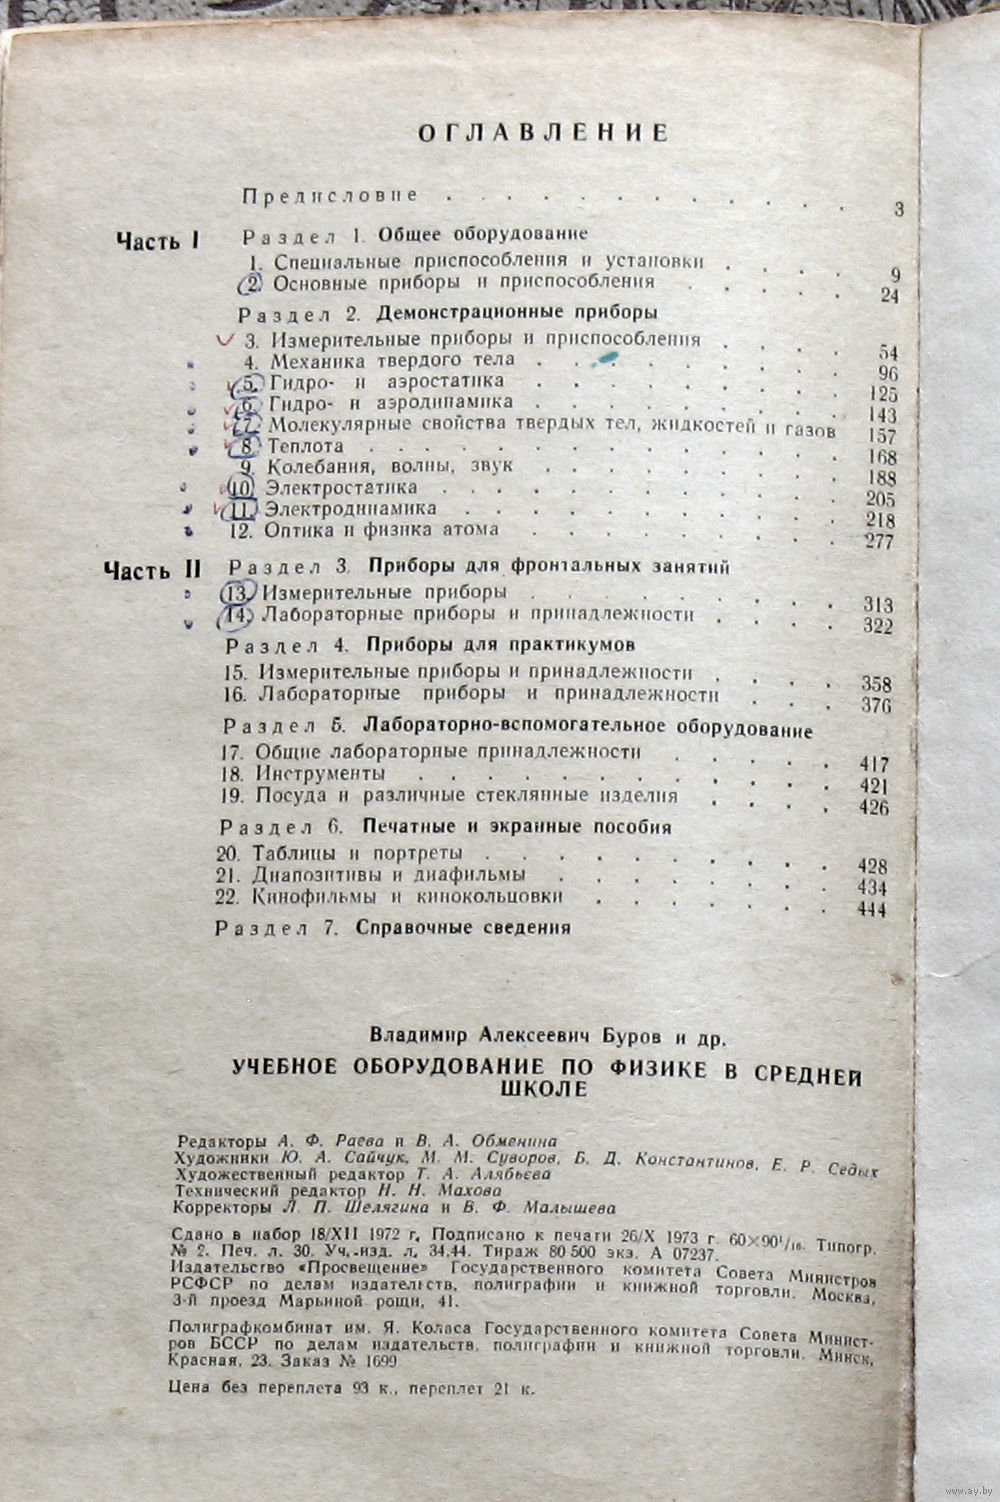 ОГЛАВЛЕНИЕ
Предисловие . . . . . . . . . . . . . 3
Часть I Раздел 1. Общее оборудование
1. Специальные приспособления и установки . . . . 9
2. Основные приборы и приспособления . . . . . 24
Раздел 2. Демонстрационные приборы
3. Измерительные приборы и приспособления . . . . 54
4. Механика твердого тела . . . . . . . . 96
5. Гидро- и аэростатика . . . . . . . . 125
6. Гидро- и аэродинамика . . . . . . . . 143
7. Молекулярные свойства твердых тел, жидкостей и газов 157
8. Теплота . . . . . . . . . . . . 168
9. Колебания, волны, звук . . . . . . . . 188
10. Электростатика . . . . . . . . . . 205
11. Электродинамика . . . . . . . . . . 218
12. Оптика и физика атома . . . . . . . . 277
Часть II Раздел 3. Приборы для фронтальных занятий
13. Измерительные приборы . . . . . . . . 313
14. Лабораторные приборы и принадлежности . . . . 322
Раздел 4. Приборы для практикумов
15. Измерительные приборы и принадлежности . . . . 358
16. Лабораторные приборы и принадлежности . . . 376
Раздел 5. Лабораторно-вспомогательное оборудование
17. Общие лабораторные принадлежности . . . . . 417
18. Инструменты . . . . . . . . . . . 421
19. Посуда и различные стеклянные изделия . . . . 426
Раздел 6. Печатные и экранные пособия
20. Таблицы и портреты . . . . . . . . . 428
21. Диапозитивы и диафильмы . . . . . . . 434
22. Кинофильмы и кинокольцовки . . . . . . 444
Раздел 7. Справочные сведения
Владимир Алексеевич Буров и др.
УЧЕБНОЕ ОБОРУДОВАНИЕ ПО ФИЗИКЕ В СРЕДНЕЙ
ШКОЛЕ
Редакторы А. Ф. Раева и В. А. Обменина
Художники Ю. А. Сайчук, М. М. Суворов, Б. Д. Константинов, Е. Р. Седых
Художественный редактор Т. А. Алябьева
Технический редактор Н. Н. Махова
Корректоры Л. П. Шелягина и В. Ф. Малышева
Сдано в набор 18/XII 1972 г. Подписано к печати 26/X 1973 г. 60×90¹/₁₆. Типогр.
№ 2. Печ. л. 30. Уч.-изд. л. 34,44. Тираж 80 500 экз. А 07237.
Издательство «Просвещение» Государственного комитета Совета Министров
РСФСР по делам издательств, полиграфии и книжной торговли. Москва,
3-й проезд Марьиной рощи, 41.
Полиграфкомбинат им. Я. Коласа Государственного комитета Совета Минист-
ров БССР по делам издательств, полиграфии и книжной торговли. Минск,
Красная, 23. Заказ № 1699
Цена без переплета 93 к., переплет 21 к.
www.ay.by